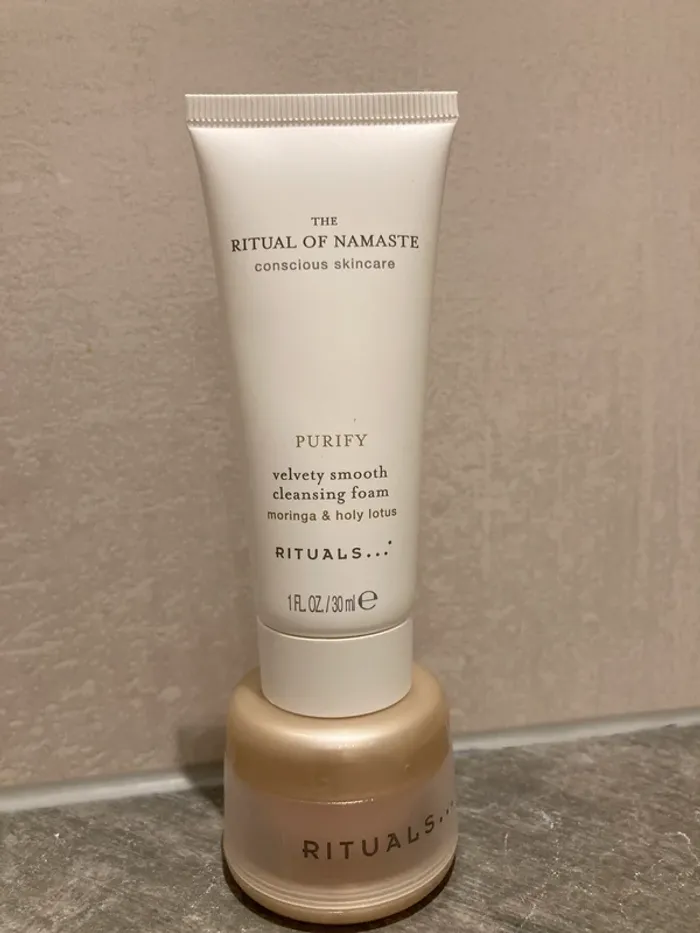 THE
RITUAL OF NAMASTE
conscious skincare
PURIFY
velvety smooth
cleansing foam
moringa & holy lotus
RITUALS...
1 FL. OZ. / 30 ml ℮
RITUALS...